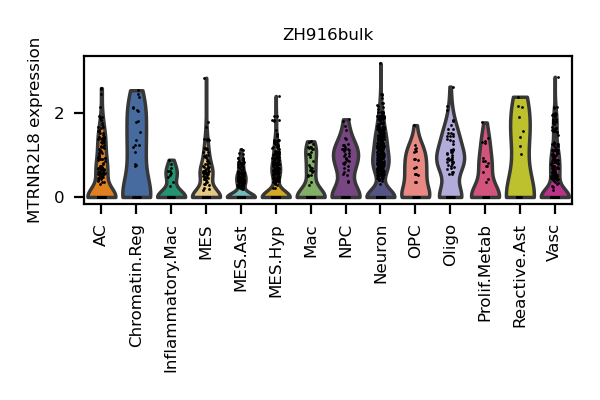 ZH916bulk
MTRNR2L8 expression
2
0
AC
Chromatin.Reg
Inflammatory.Mac
MES
MES.Ast
MES.Hyp
Mac
NPC
Neuron
OPC
Oligo
Prolif.Metab
Reactive.Ast
Vasc